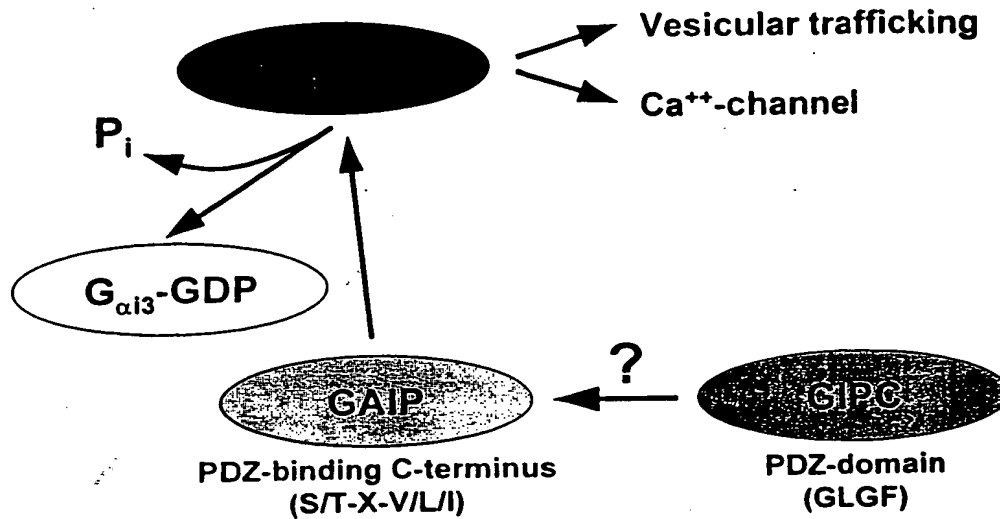 Vesicular trafficking
Ca⁺⁺-channel
Pᵢ
Gαi3-GDP
?
GAIP
GIPC
PDZ-binding C-terminus
(S/T-X-V/L/I)
PDZ-domain
(GLGF)